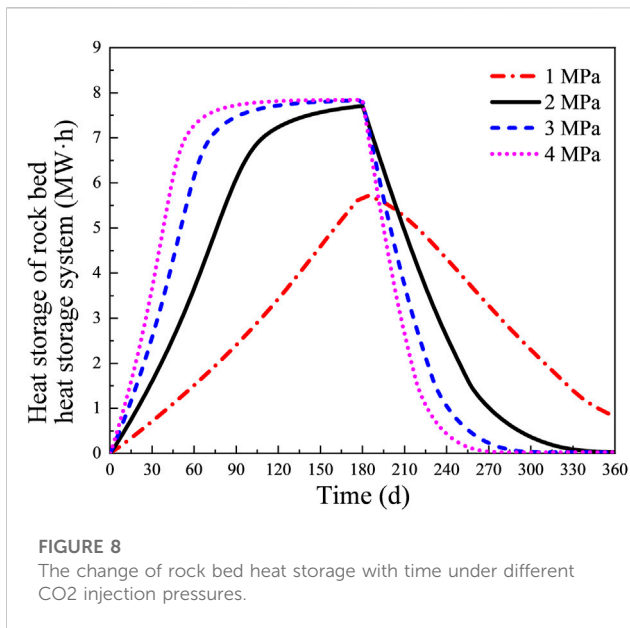 9
8
7
6
5
4
3
2
1
0
Heat storage of rock bed
heat storage system (MW·h)
1 MPa
2 MPa
3 MPa
4 MPa
0 30 60 90 120 150 180 210 240 270 300 330 360
Time (d)
FIGURE 8
The change of rock bed heat storage with time under different
CO2 injection pressures.